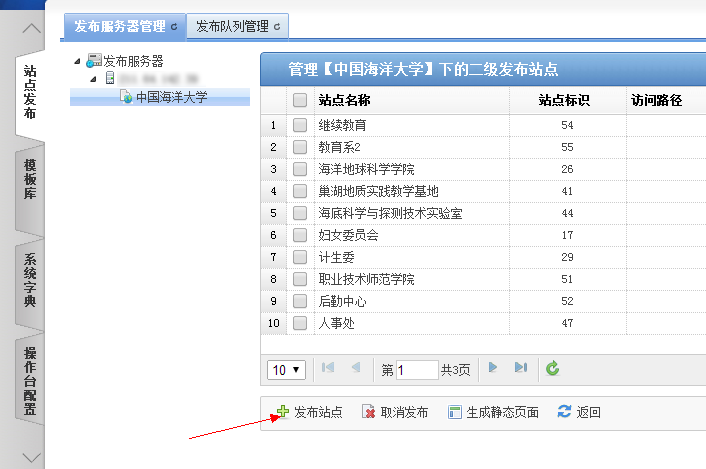 发布服务器管理
发布队列管理
站点发布
模板库
系统字典
操作台配置
发布服务器
中国海洋大学
管理【中国海洋大学】下的二级发布站点
站点名称 站点标识 访问路径
1 继续教育 54
2 教育系2 55
3 海洋地球科学学院 26
4 巢湖地质实践教学基地 41
5 海底科学与探测技术实验室 44
6 妇女委员会 17
7 计生委 29
8 职业技术师范学院 51
9 后勤中心 52
10 人事处 47
10 第 1 共3页
发布站点 取消发布 生成静态页面 返回